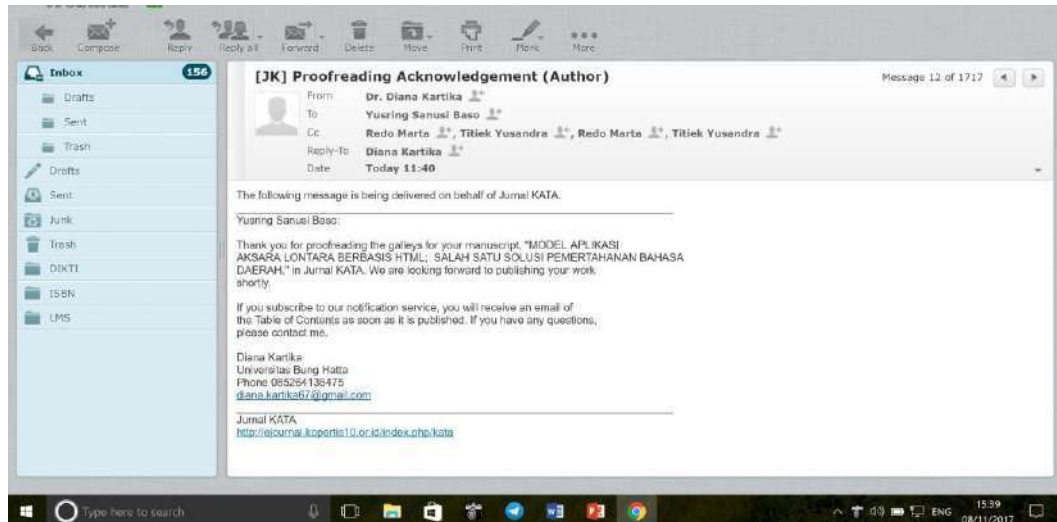 Back Compose Reply Reply all Forward Delete Move Print Mark More
Inbox 156
Drafts
Sent
Trash
Drafts
Sent
Junk
Trash
DIKTI
ISBN
LMS
[JK] Proofreading Acknowledgement (Author)
Message 12 of 1717
From Dr. Diana Kartika
To Yusring Sanusi Baso
Cc Redo Marta , Titiek Yusandra , Redo Marta , Titiek Yusandra
Reply-To Diana Kartika
Date Today 11:40
The following message is being delivered on behalf of Jurnal KATA.
Yusring Sanusi Baso:
Thank you for proofreading the galleys for your manuscript, "MODEL APLIKASI
AKSARA LONTARA BERBASIS HTML; SALAH SATU SOLUSI PEMERTAHANAN BAHASA
DAERAH," in Jurnal KATA. We are looking forward to publishing your work
shortly.
If you subscribe to our notification service, you will receive an email of
the Table of Contents as soon as it is published. If you have any questions,
please contact me.
Diana Kartika
Universitas Bung Hatta
Phone 085264136475
diana.kartika67@gmail.com
Jurnal KATA
http://ejournal.kopertis10.or.id/index.php/kata
Type here to search
ENG
15:39
08/11/2017